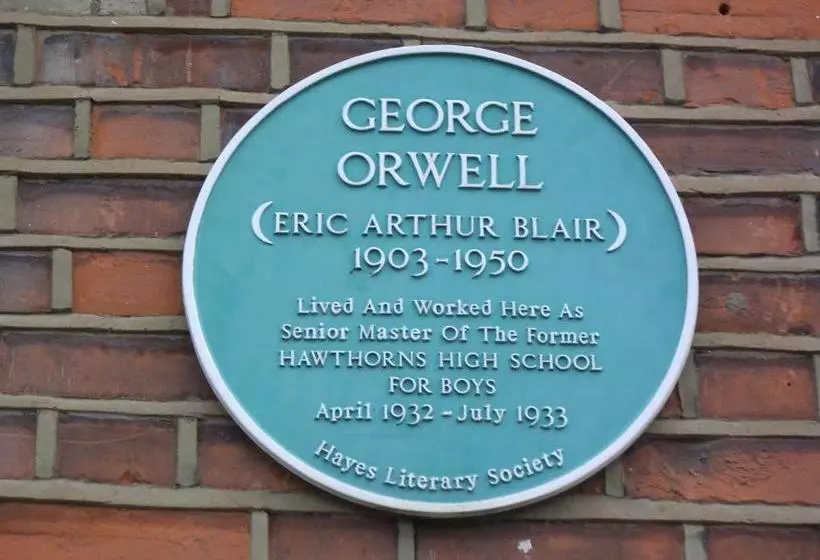 GEORGE
ORWELL
(ERIC ARTHUR BLAIR)
1903-1950
Lived And Worked Here As
Senior Master Of The Former
HAWTHORNS HIGH SCHOOL
FOR BOYS
April 1932 - July 1933
Hayes Literary Society